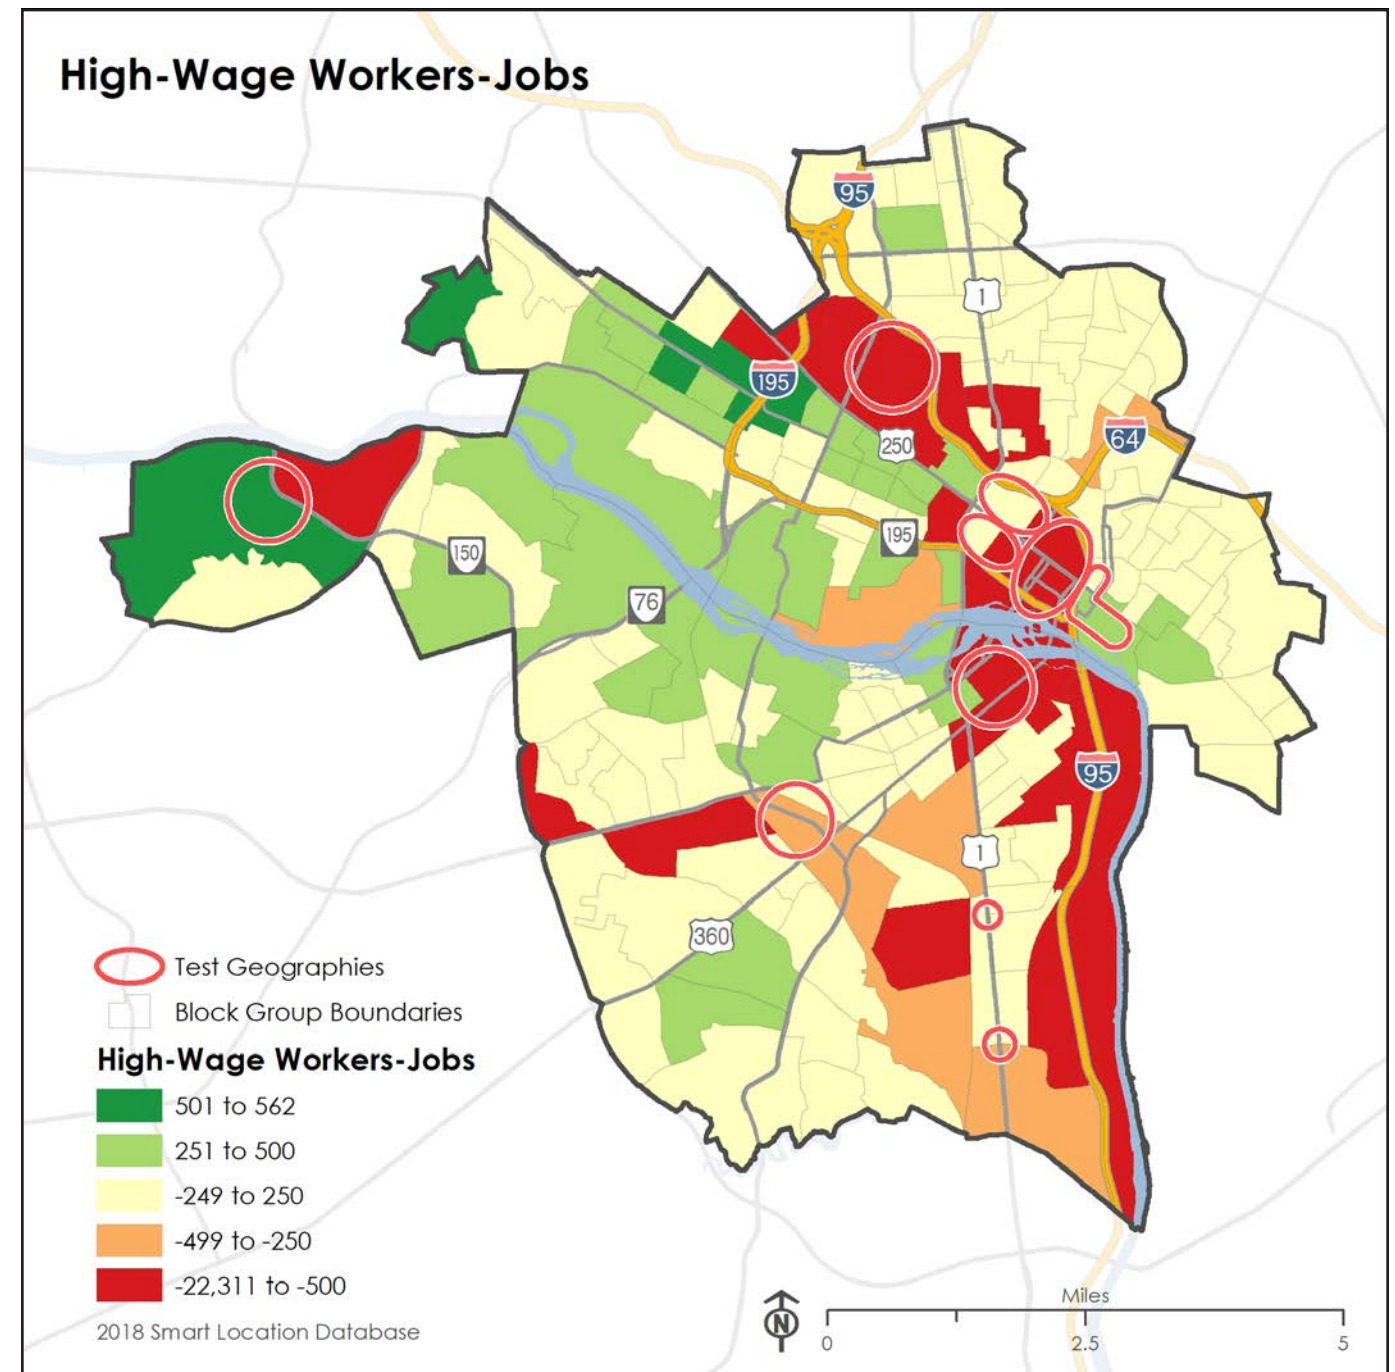 High-Wage Workers-Jobs
95
1
195
250
64
195
150
76
95
1
360
Test Geographies
Block Group Boundaries
High-Wage Workers-Jobs
501 to 562
251 to 500
-249 to 250
-499 to -250
-22,311 to -500
2018 Smart Location Database
N
Miles
0
2.5
5